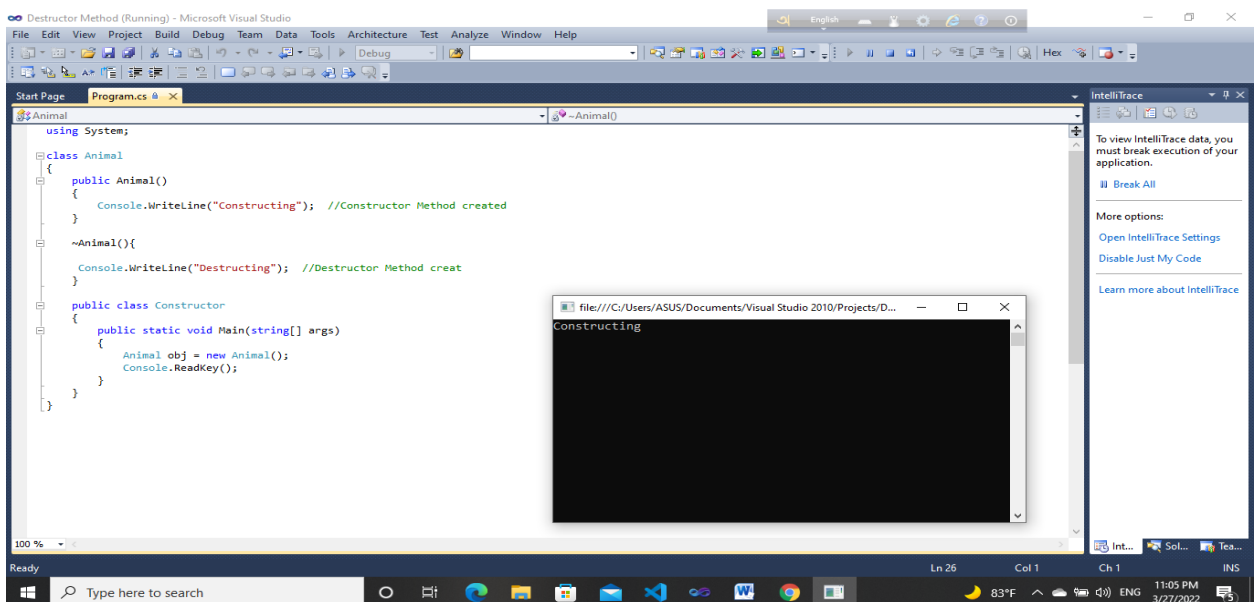 Destructor Method (Running) - Microsoft Visual Studio
অ English
File Edit View Project Build Debug Team Data Tools Architecture Test Analyze Window Help
Debug
Hex
Start Page Program.cs
IntelliTrace
Animal
~Animal()
using System;
class Animal
{
public Animal()
{
Console.WriteLine("Constructing"); //Constructor Method created
}
~Animal(){
Console.WriteLine("Destructing"); //Destructor Method creat
}
public class Constructor
{
public static void Main(string[] args)
{
Animal obj = new Animal();
Console.ReadKey();
}
}
}
file:///C:/Users/ASUS/Documents/Visual Studio 2010/Projects/D...
Constructing
To view IntelliTrace data, you
must break execution of your
application.
Break All
More options:
Open IntelliTrace Settings
Disable Just My Code
Learn more about IntelliTrace
100 %
Int... Sol... Tea...
Ready Ln 26 Col 1 Ch 1 INS
Type here to search
W
83°F ENG 11:05 PM
3/27/2022
5